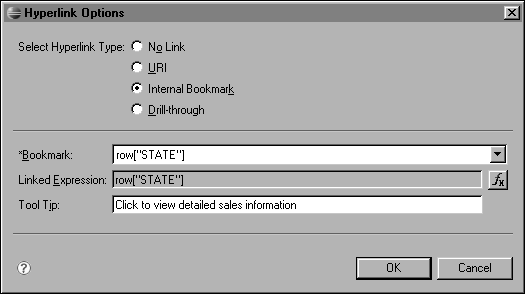 Hyperlink Options
Select Hyperlink Type: No Link
URI
Internal Bookmark
Drill-through
*Bookmark: row["STATE"]
Linked Expression: row["STATE"] fx
Tool Tip: Click to view detailed sales information
? OK Cancel